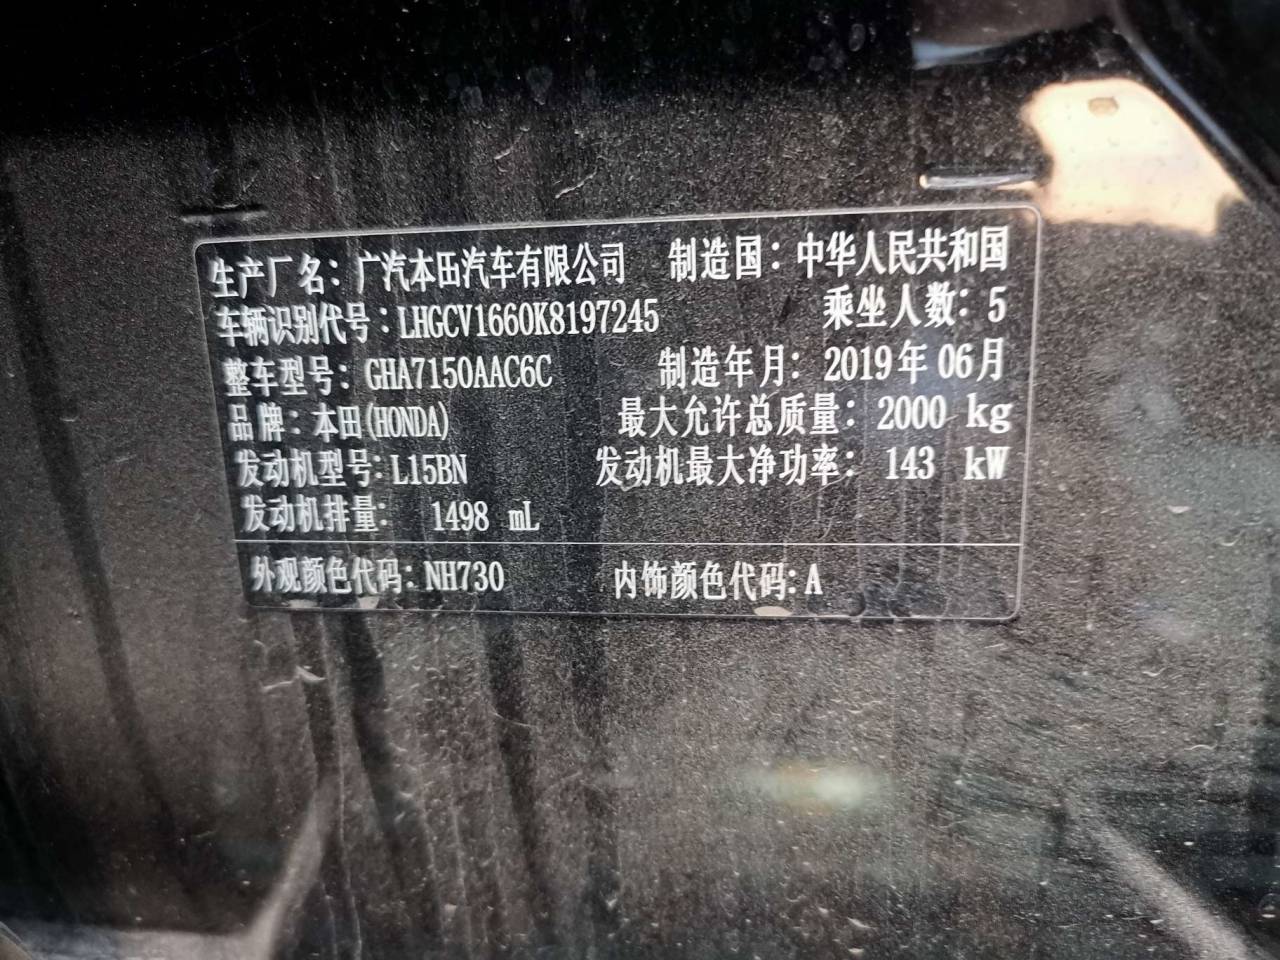 生产厂名：广汽本田汽车有限公司 制造国：中华人民共和国
车辆识别代号：LHGCV1660K8197245 乘坐人数：5
整车型号：GHA7150AAC6C 制造年月：2019年06月
品牌：本田(HONDA) 最大允许总质量：2000 kg
发动机型号：L15BN 发动机最大净功率：143 kW
发动机排量： 1498 mL
外观颜色代码：NH730 内饰颜色代码：A